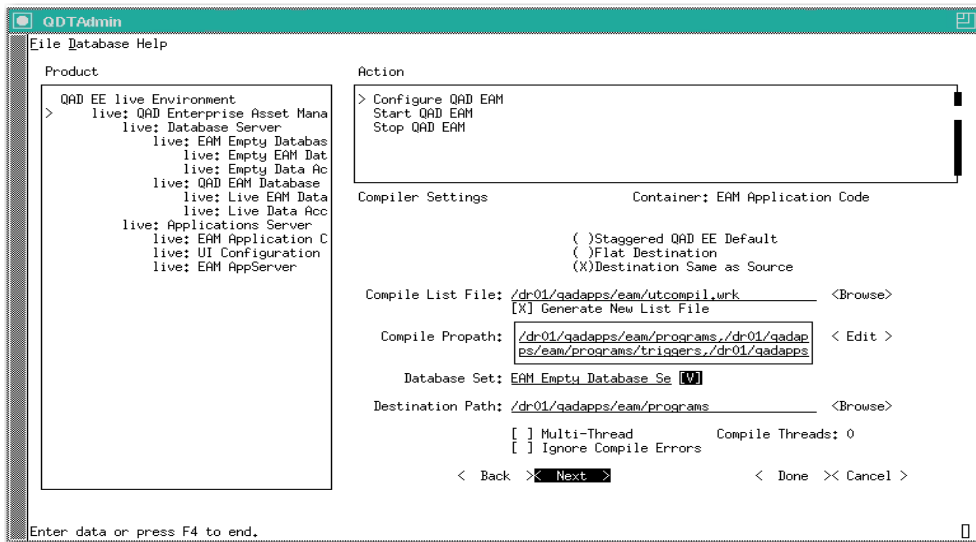 QDTAdmin
File Database Help
Product
QAD EE live Environment
> live: QAD Enterprise Asset Mana
live: Database Server
live: EAM Empty Databas
live: Empty EAM Dat
live: Empty Data Ac
live: QAD EAM Database
live: Live EAM Data
live: Live Data Acc
live: Applications Server
live: EAM Application C
live: UI Configuration
live: EAM AppServer
Action
> Configure QAD EAM
Start QAD EAM
Stop QAD EAM
Compiler Settings Container: EAM Application Code
( )Staggered QAD EE Default
( )Flat Destination
(X)Destination Same as Source
Compile List File: /dr01/qadapps/eam/utcompil.wrk <Browse>
[X] Generate New List File
Compile Propath: /dr01/qadapps/eam/programs,/dr01/qadap < Edit >
ps/eam/programs/triggers,/dr01/qadapps
Database Set: EAM Empty Database Se [V]
Destination Path: /dr01/qadapps/eam/programs <Browse>
[ ] Multi-Thread Compile Threads: 0
[ ] Ignore Compile Errors
< Back >< Next > < Done >< Cancel >
Enter data or press F4 to end.